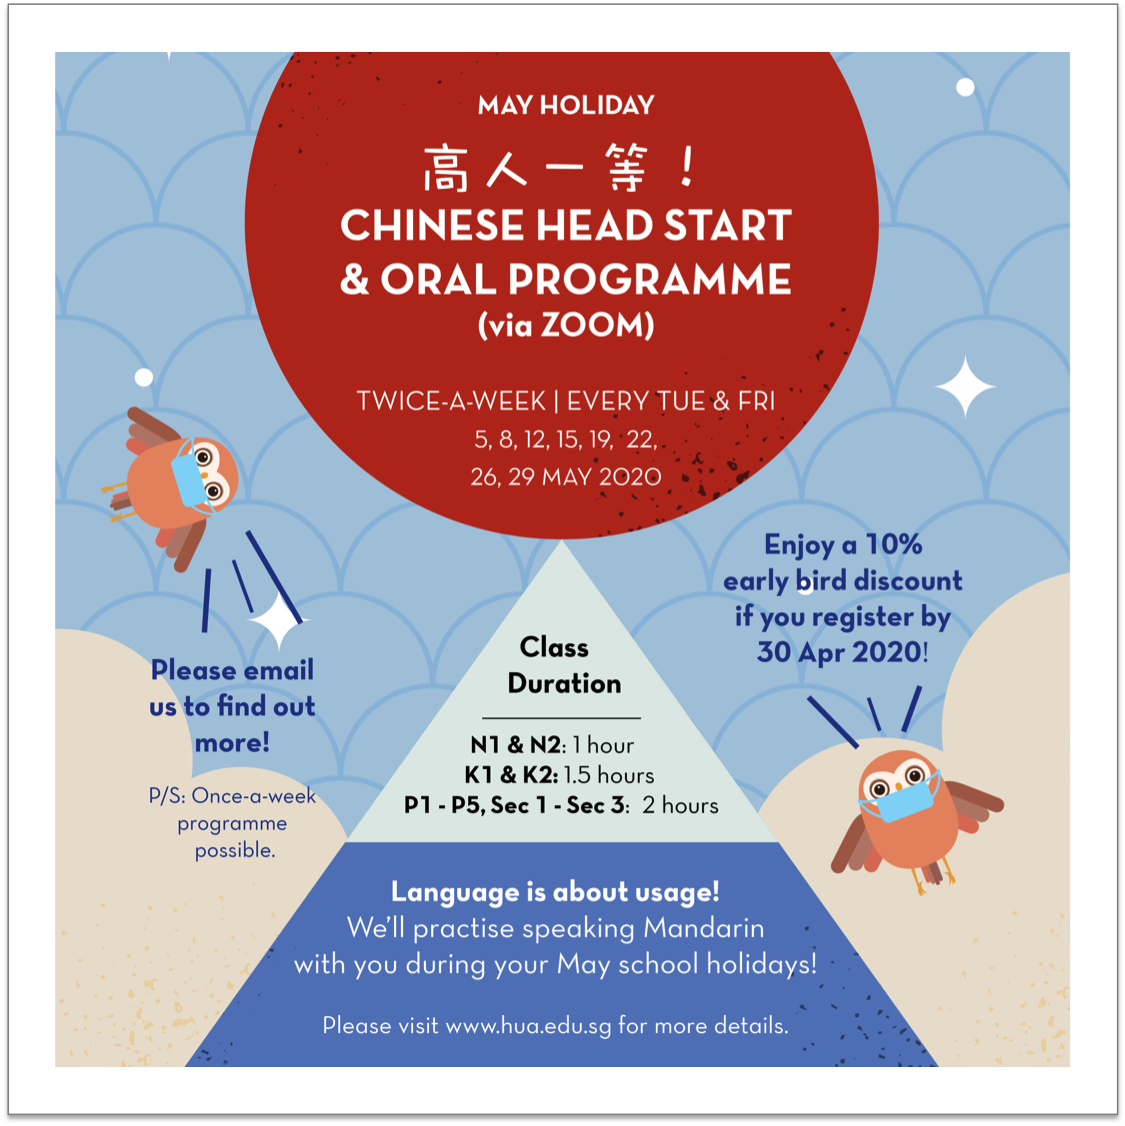 MAY HOLIDAY
高人一等！
CHINESE HEAD START
& ORAL PROGRAMME
(via ZOOM)
TWICE-A-WEEK | EVERY TUE & FRI
5, 8, 12, 15, 19, 22,
26, 29 MAY 2020
Enjoy a 10%
early bird discount
if you register by
30 Apr 2020!
Please email
us to find out
more!
P/S: Once-a-week
programme
possible.
Class
Duration
N1 & N2: 1 hour
K1 & K2: 1.5 hours
P1 - P5, Sec 1 - Sec 3: 2 hours
Language is about usage!
We'll practise speaking Mandarin
with you during your May school holidays!
Please visit www.hua.edu.sg for more details.